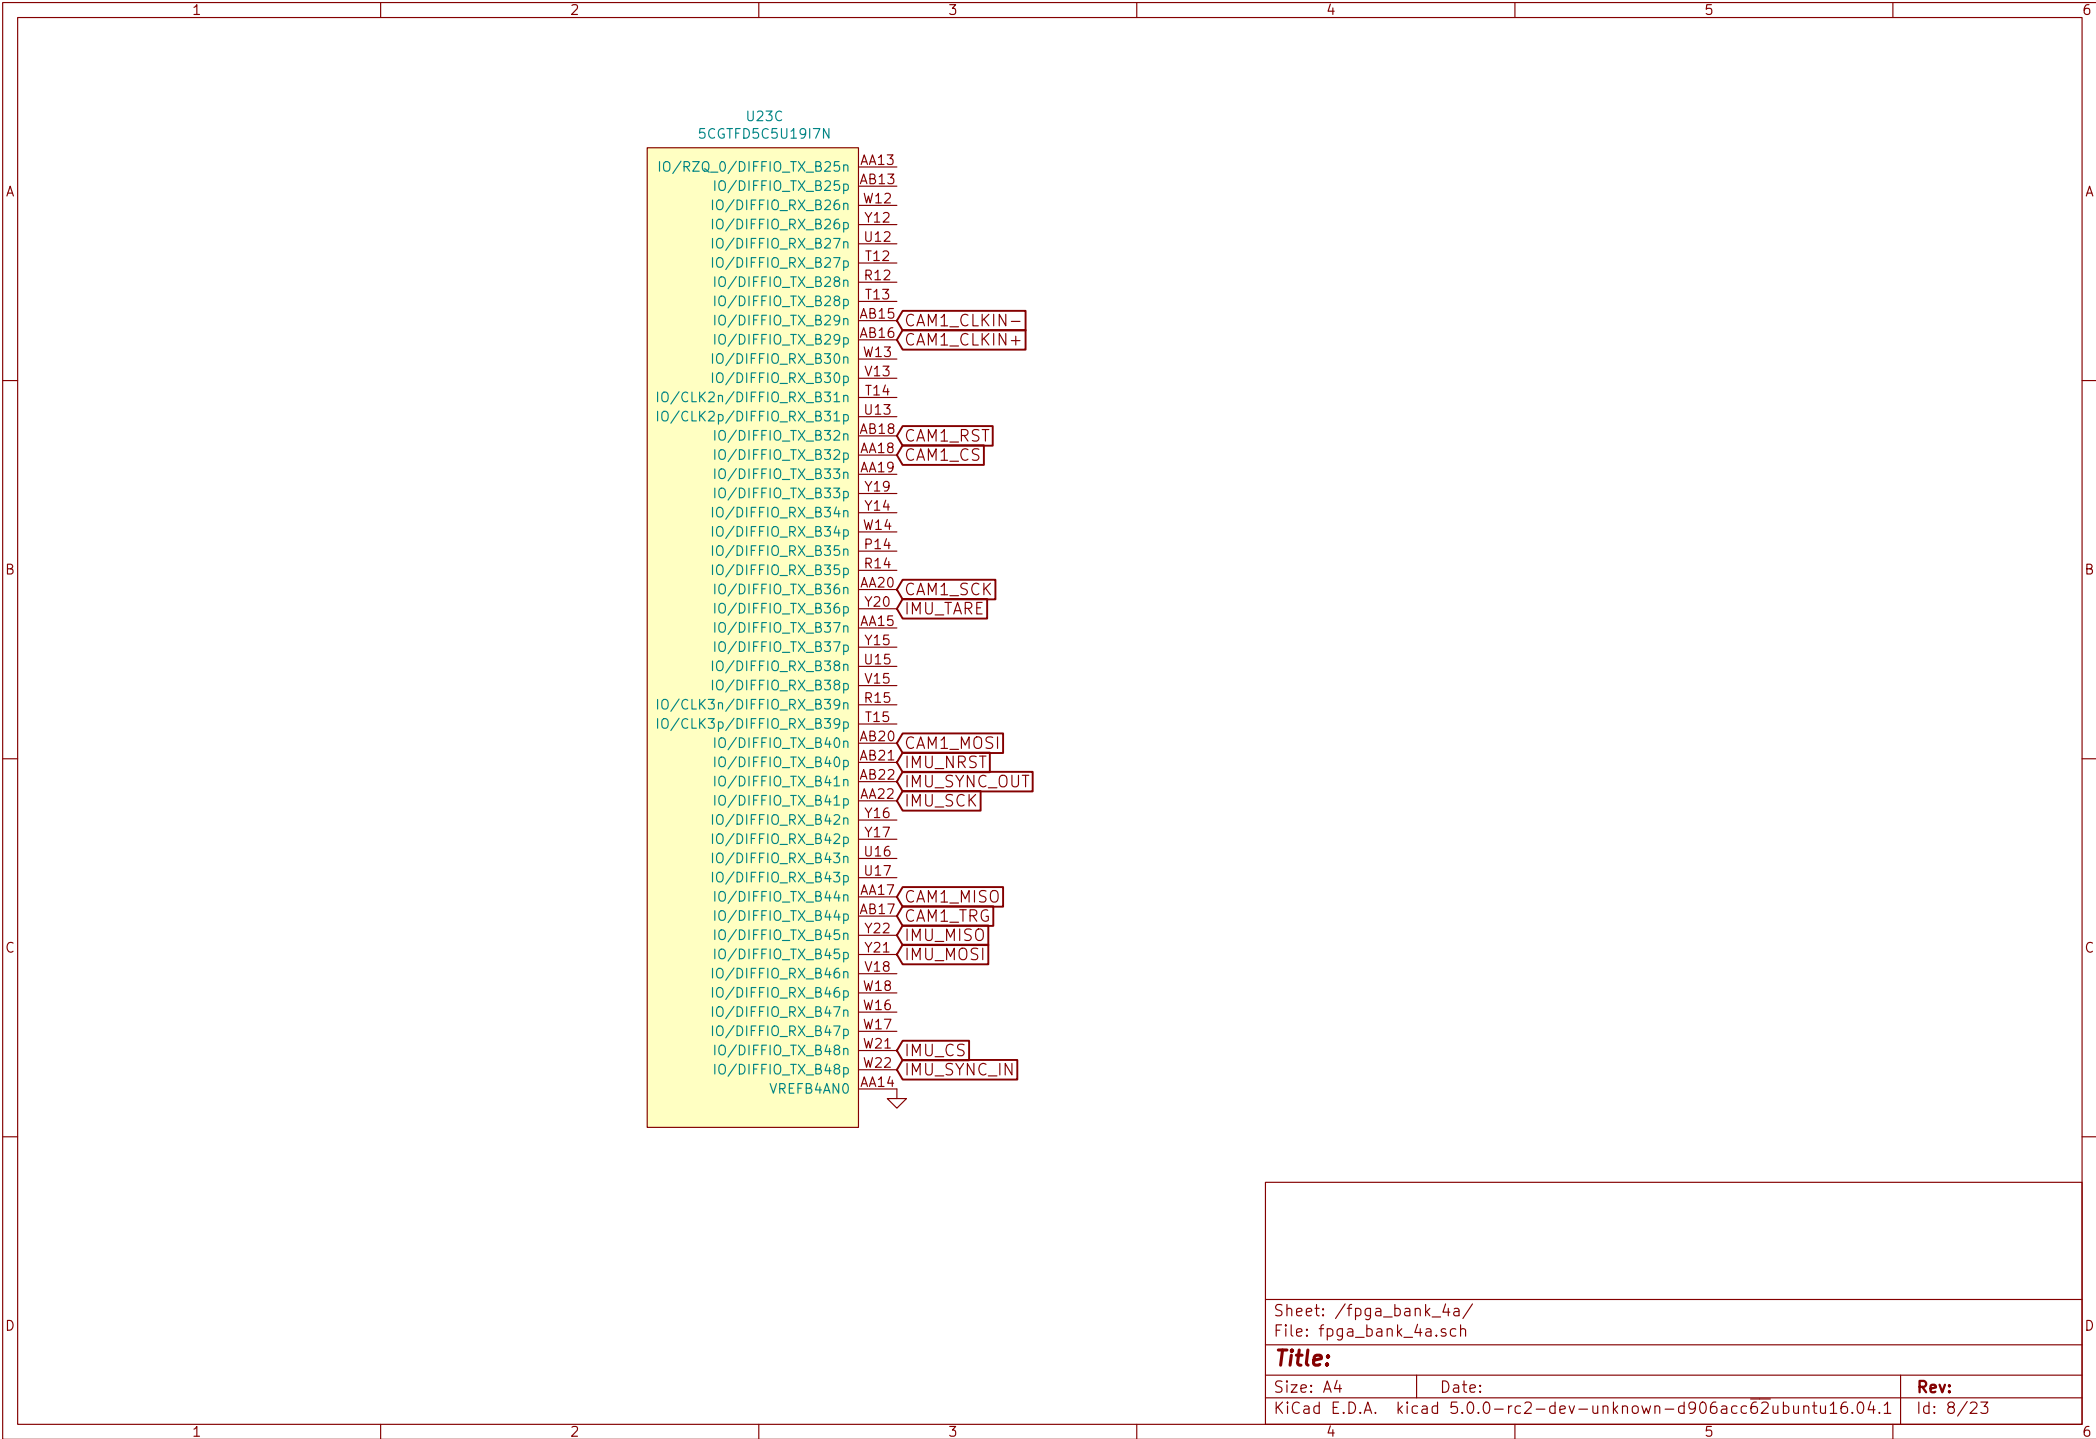 1 2 3 4 5 6
U23C
5CGTFD5C5U19I7N
IO/RZQ_0/DIFFIO_TX_B25n AA13
IO/DIFFIO_TX_B25p AB13
A A
IO/DIFFIO_RX_B26n W12
IO/DIFFIO_RX_B26p Y12
IO/DIFFIO_RX_B27n U12
IO/DIFFIO_RX_B27p T12
IO/DIFFIO_TX_B28n R12
IO/DIFFIO_TX_B28p T13
IO/DIFFIO_TX_B29n AB15 CAM1_CLKIN-
IO/DIFFIO_TX_B29p AB16 CAM1_CLKIN+
IO/DIFFIO_RX_B30n W13
IO/DIFFIO_RX_B30p V13
IO/CLK2n/DIFFIO_RX_B31n T14
IO/CLK2p/DIFFIO_RX_B31p U13
IO/DIFFIO_TX_B32n AB18 CAM1_RST
IO/DIFFIO_TX_B32p AA18 CAM1_CS
IO/DIFFIO_TX_B33n AA19
IO/DIFFIO_TX_B33p Y19
IO/DIFFIO_RX_B34n Y14
IO/DIFFIO_RX_B34p W14
IO/DIFFIO_RX_B35n P14
B IO/DIFFIO_RX_B35p R14 B
IO/DIFFIO_TX_B36n AA20 CAM1_SCK
IO/DIFFIO_TX_B36p Y20 IMU_TARE
IO/DIFFIO_TX_B37n AA15
IO/DIFFIO_TX_B37p Y15
IO/DIFFIO_RX_B38n U15
IO/DIFFIO_RX_B38p V15
IO/CLK3n/DIFFIO_RX_B39n R15
IO/CLK3p/DIFFIO_RX_B39p T15
IO/DIFFIO_TX_B40n AB20 CAM1_MOSI
IO/DIFFIO_TX_B40p AB21 IMU_NRST
IO/DIFFIO_TX_B41n AB22 IMU_SYNC_OUT
IO/DIFFIO_TX_B41p AA22 IMU_SCK
IO/DIFFIO_RX_B42n Y16
IO/DIFFIO_RX_B42p Y17
IO/DIFFIO_RX_B43n U16
IO/DIFFIO_RX_B43p U17
IO/DIFFIO_TX_B44n AA17 CAM1_MISO
IO/DIFFIO_TX_B44p AB17 CAM1_TRG
IO/DIFFIO_TX_B45n Y22 IMU_MISO
C C
IO/DIFFIO_TX_B45p Y21 IMU_MOSI
IO/DIFFIO_RX_B46n V18
IO/DIFFIO_RX_B46p W18
IO/DIFFIO_RX_B47n W16
IO/DIFFIO_RX_B47p W17
IO/DIFFIO_TX_B48n W21 IMU_CS
IO/DIFFIO_TX_B48p W22 IMU_SYNC_IN
VREFB4AN0 AA14
Sheet: /fpga_bank_4a/
D D
File: fpga_bank_4a.sch
Title:
Size: A4 Date: Rev:
KiCad E.D.A. kicad 5.0.0-rc2-dev-unknown-d906acc62ubuntu16.04.1 Id: 8/23
1 2 3 4 5 6